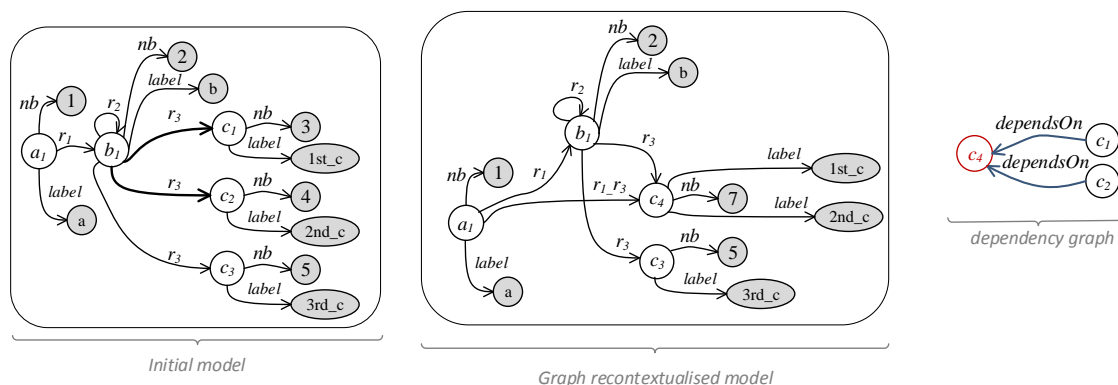 nb
2
label
b
nb
1
r2
r3
c1
nb
3
a1
r1
b1
label
1st_c
r3
c2
nb
4
label
a
label
2nd_c
r3
c3
nb
5
label
3rd_c
Initial model
nb
2
label
b
r2
b1
r3
nb
1
r1
label
1st_c
r1_r3
c4
nb
7
a1
label
2nd_c
r3
nb
5
c3
label
a
label
3rd_c
Graph recontextualised model
dependsOn
c1
c4
dependsOn
c2
dependency graph